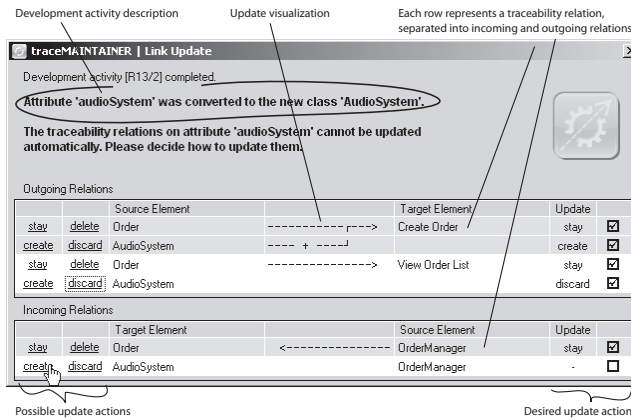 Development activity description Update visualization Each row represents a traceability relation,
separated into incoming and outgoing relations
traceMAINTAINER | Link Update
Development activity [R13/2] completed.
Attribute 'audioSystem' was converted to the new class 'AudioSystem'.
The traceability relations on attribute 'audioSystem' cannot be updated
automatically. Please decide how to update them.
Outgoing Relations
Source Element Target Element Update
stay delete Order -----------------> Create Order stay
create discard AudioSystem ---- + ---- create
stay delete Order -----------------> View Order List stay
create discard AudioSystem discard
Incoming Relations
Target Element Source Element Update
stay delete Order <---------------- OrderManager stay
create discard AudioSystem OrderManager -
Possible update actions Desired update action